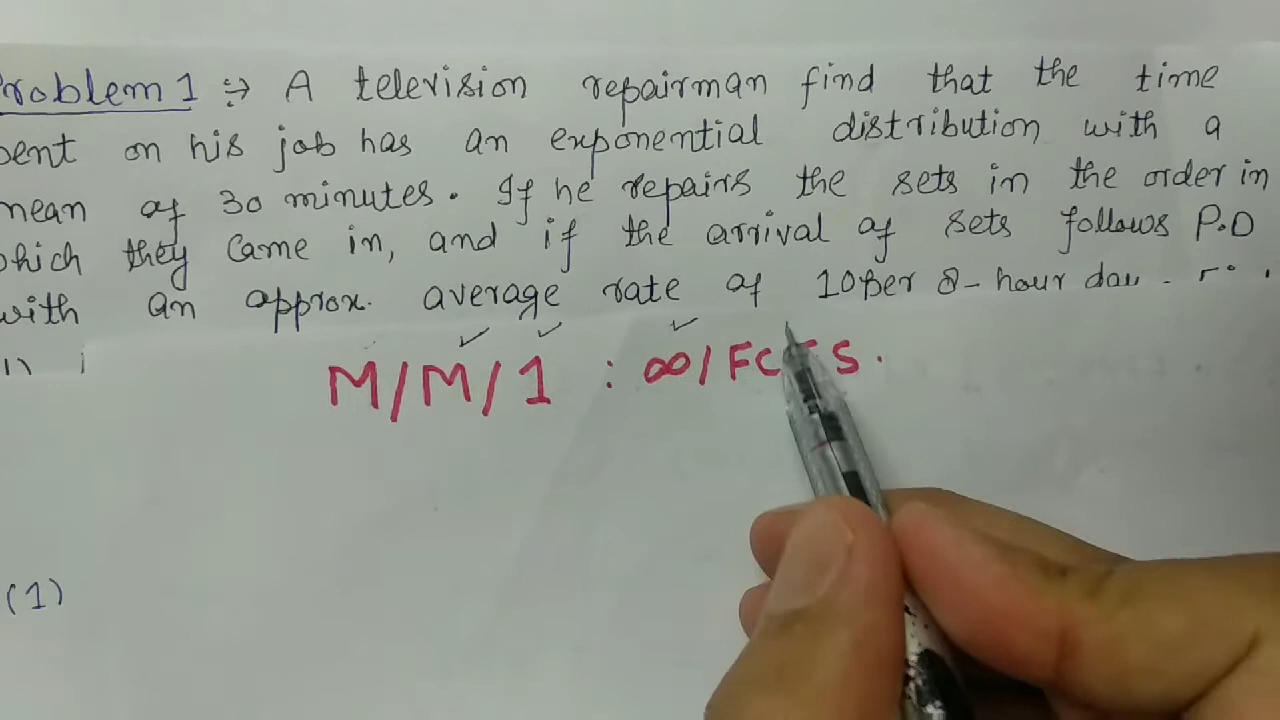 roblem 1 :→ A television repairman find that the time
pent on his job has an exponential distribution with a
mean of 30 minutes. If he repairs the sets in the order in
which they came in, and if the arrival of sets follows P.D
with an approx. average rate of 10 per 8-hour day.
M/M/1 : ∞/FCFS.
(1)